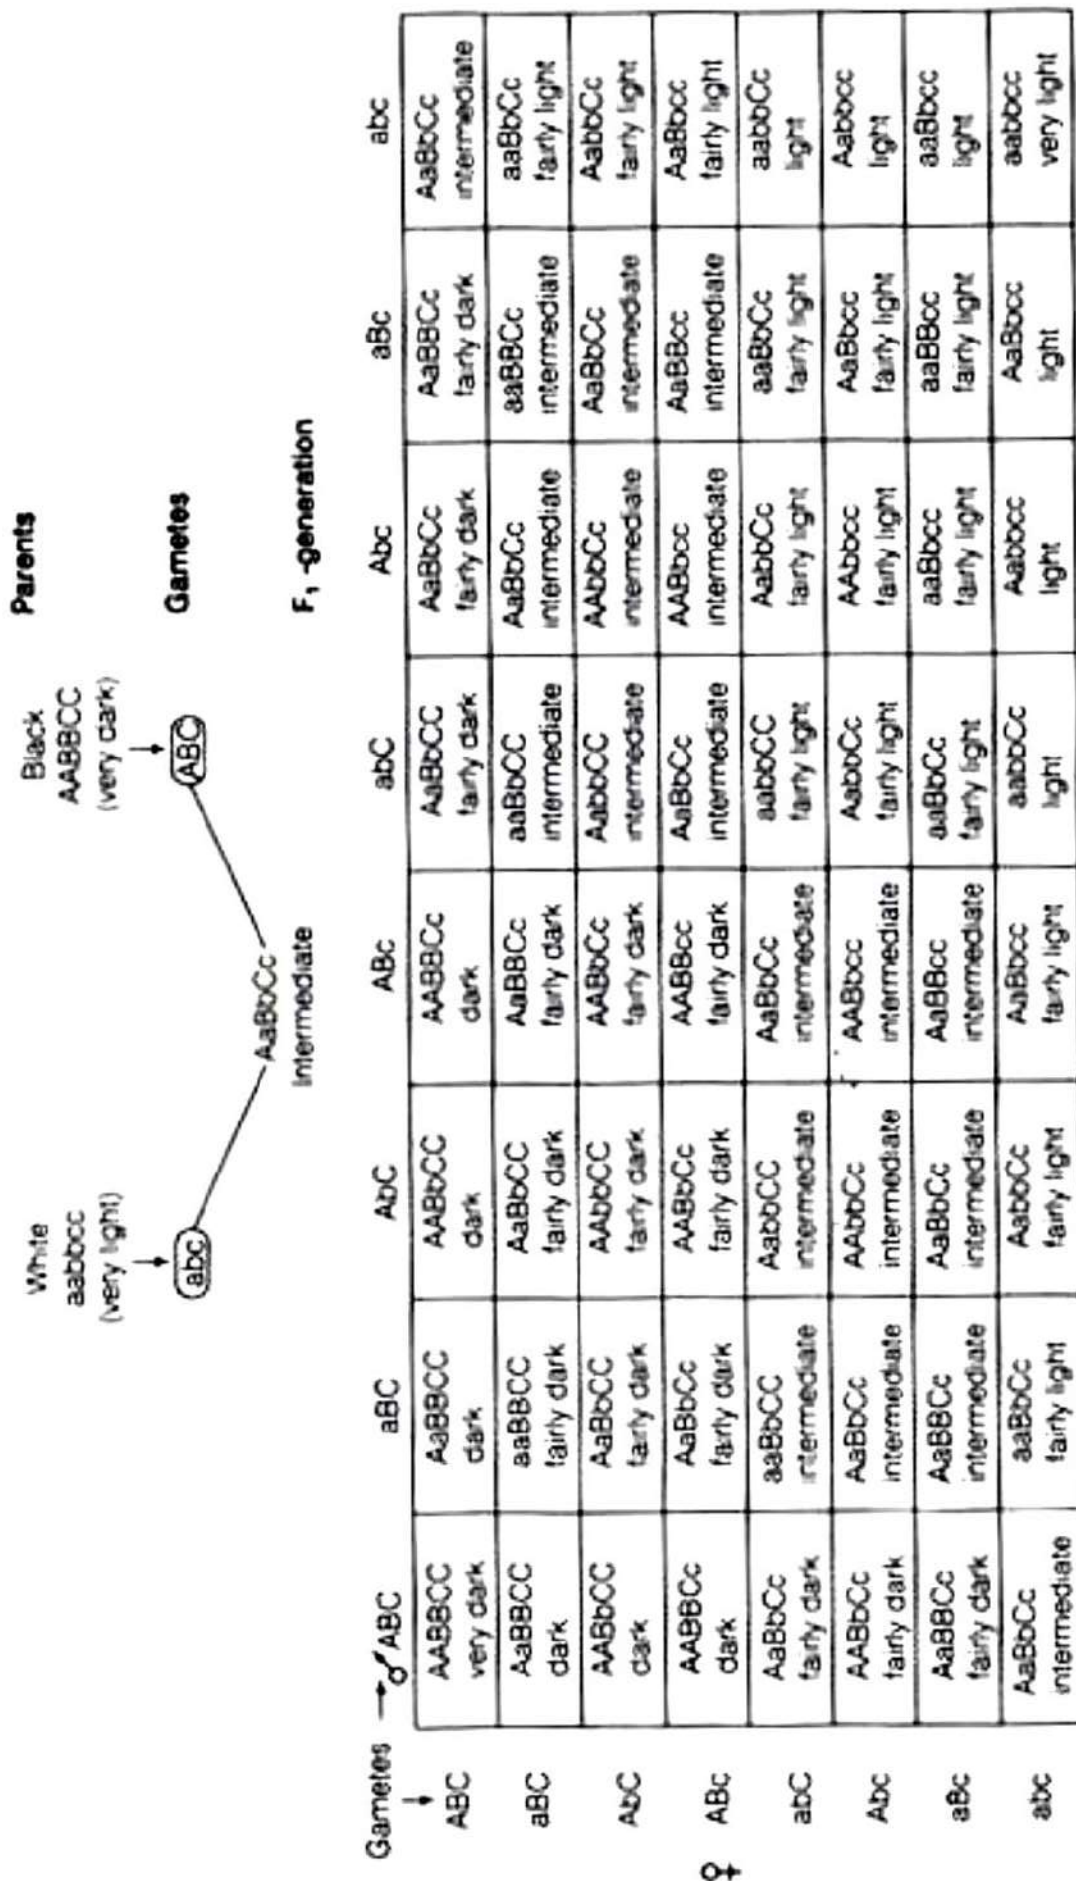 White Black Parents
aabbcc AABBCC
(very light) (very dark)
abc ABC Gametes
AaBbCc
Intermediate F₁-generation
Gametes → ♂ ABC aBC AbC ABc abC Abc aBc abc
↓
ABC AABBCC AaBBCC AABbCC AABBCc AaBbCC AaBbCc AaBBCc AaBbCc
very dark dark dark dark fairly dark fairly dark fairly dark intermediate
aBC AaBBCC aaBBCC AaBbCC AaBBCc aaBbCC AaBbCc aaBBCc aaBbCc
dark fairly dark fairly dark fairly dark intermediate intermediate intermediate fairly light
AbC AABbCC AaBbCC AAbbCC AABbCc AabbCC AAbbCc AaBbCc AabbCc
dark fairly dark fairly dark fairly dark intermediate intermediate intermediate fairly light
♀ ABc AABBCc AaBbCc AABbCc AABBcc AaBbCc AABbcc AaBBcc AaBbcc
dark fairly dark fairly dark fairly dark intermediate intermediate intermediate fairly light
abC AaBbCc aaBbCC AabbCC AaBbCc aabbCC AabbCc aaBbCc aabbCc
fairly dark intermediate intermediate intermediate fairly light fairly light fairly light light
Abc AABbCc AaBbCc AAbbCc AABbcc AabbCc AAbbcc AaBbcc Aabbcc
fairly dark intermediate intermediate intermediate fairly light fairly light fairly light light
aBc AaBBCc AaBBCc AaBbCc AaBBcc aaBbCc aaBbcc aaBBcc aaBbcc
fairly dark intermediate intermediate intermediate fairly light fairly light fairly light light
abc AaBbCc aaBbCc AabbCc AaBbcc aabbCc Aabbcc AaBbcc aabbcc
intermediate fairly light fairly light fairly light light light light very light